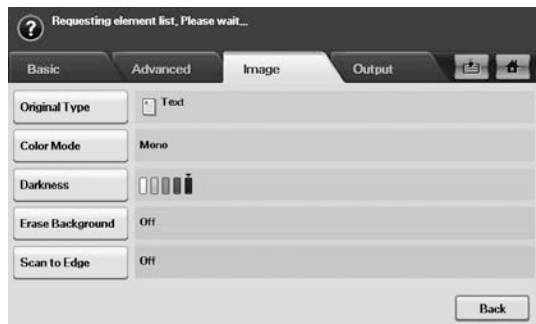 Requesting element list, Please wait...
Basic Advanced Image Output
Original Type Text
Color Mode Mono
Darkness
Erase Background Off
Scan to Edge Off
Back